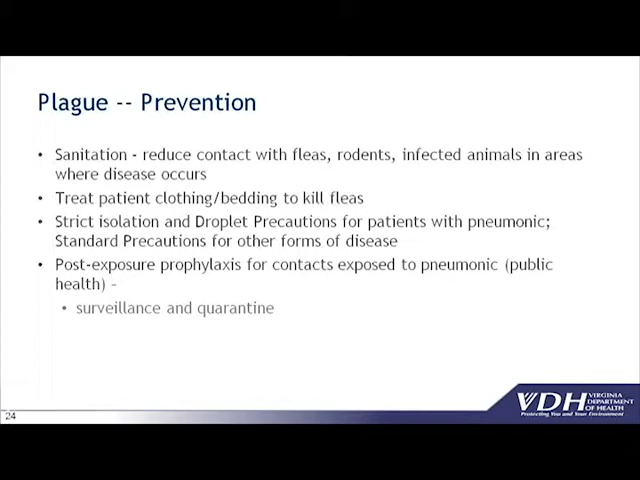 Plague -- Prevention
• Sanitation - reduce contact with fleas, rodents, infected animals in areas
where disease occurs
• Treat patient clothing/bedding to kill fleas
• Strict isolation and Droplet Precautions for patients with pneumonic;
Standard Precautions for other forms of disease
• Post-exposure prophylaxis for contacts exposed to pneumonic (public
health) -
• surveillance and quarantine
24
VDH VIRGINIA
DEPARTMENT
OF HEALTH
Protecting You and Your Environment